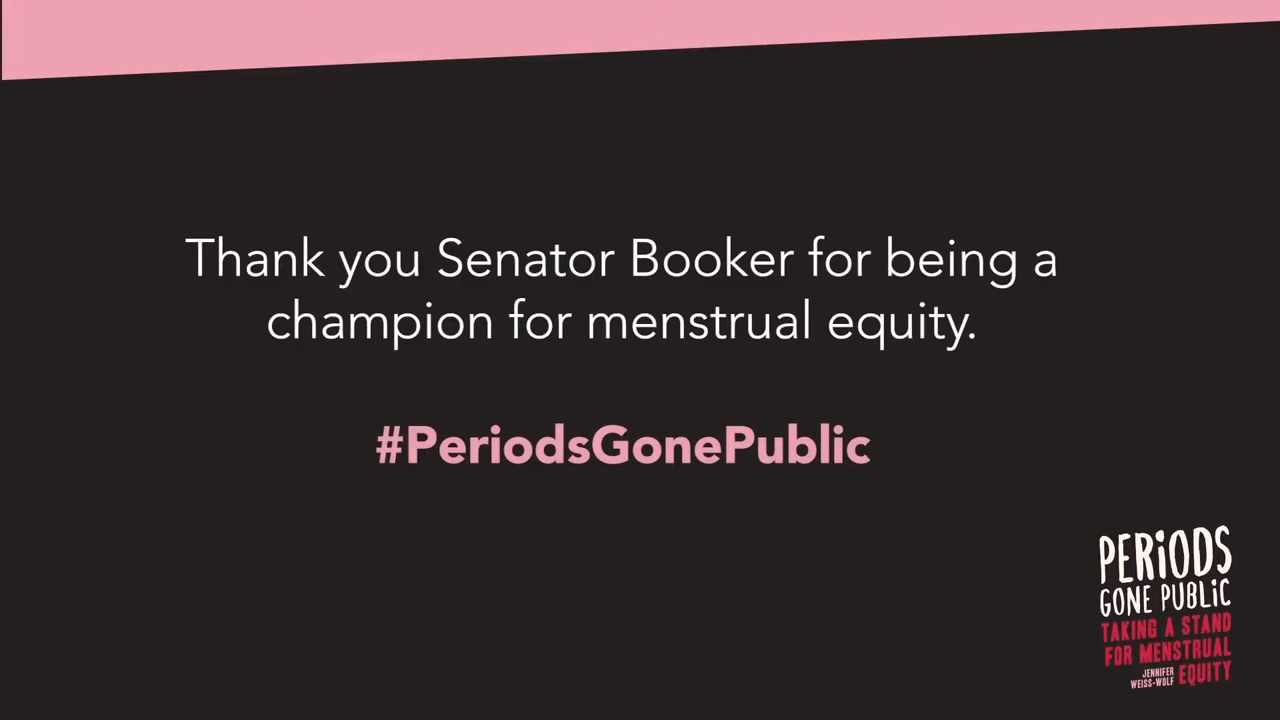 Thank you Senator Booker for being a
champion for menstrual equity.
#PeriodsGonePublic
PERiODS
GONE PUBLiC
TAKING A STAND
FOR MENSTRUAL
JENNIFER
WEISS-WOLF EQUITY